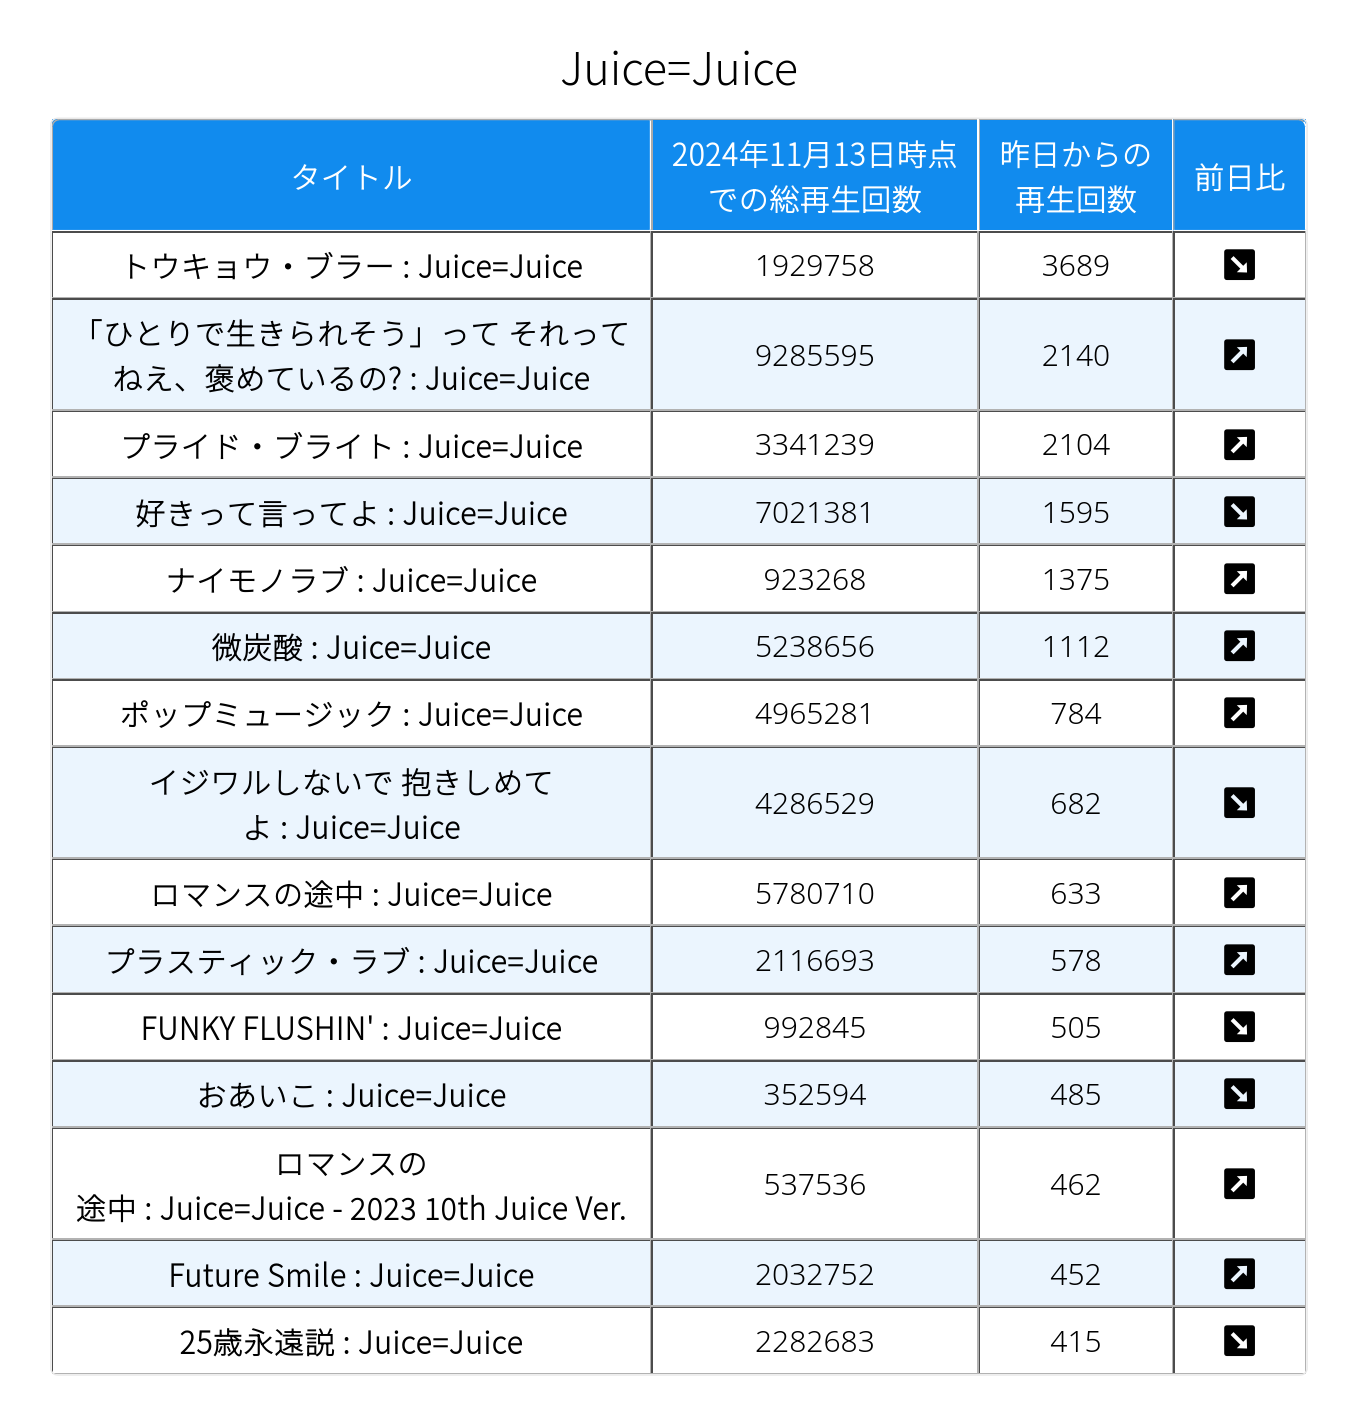 Juice=Juice
タイトル
2024年11月13日時点
での総再生回数
昨日からの
再生回数
前日比
トウキョウ・ブラー : Juice=Juice
1929758
3689
「ひとりで生きられそう」って それって
ねえ、褒めているの? : Juice=Juice
9285595
2140
プライド・ブライト : Juice=Juice
3341239
2104
好きって言ってよ : Juice=Juice
7021381
1595
ナイモノラブ : Juice=Juice
923268
1375
微炭酸 : Juice=Juice
5238656
1112
ポップミュージック : Juice=Juice
4965281
784
イジワルしないで 抱きしめて
よ : Juice=Juice
4286529
682
ロマンスの途中 : Juice=Juice
5780710
633
プラスティック・ラブ : Juice=Juice
2116693
578
FUNKY FLUSHIN' : Juice=Juice
992845
505
おあいこ : Juice=Juice
352594
485
ロマンスの
途中 : Juice=Juice - 2023 10th Juice Ver.
537536
462
Future Smile : Juice=Juice
2032752
452
25歳永遠説 : Juice=Juice
2282683
415